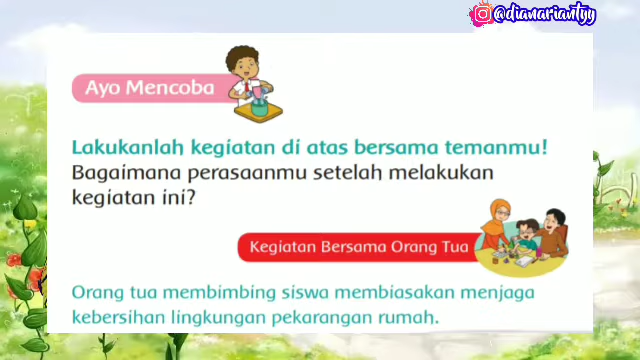 @dianariantyy
Ayo Mencoba
Lakukanlah kegiatan di atas bersama temanmu!
Bagaimana perasaanmu setelah melakukan
kegiatan ini?
Kegiatan Bersama Orang Tua
Orang tua membimbing siswa membiasakan menjaga
kebersihan lingkungan pekarangan rumah.